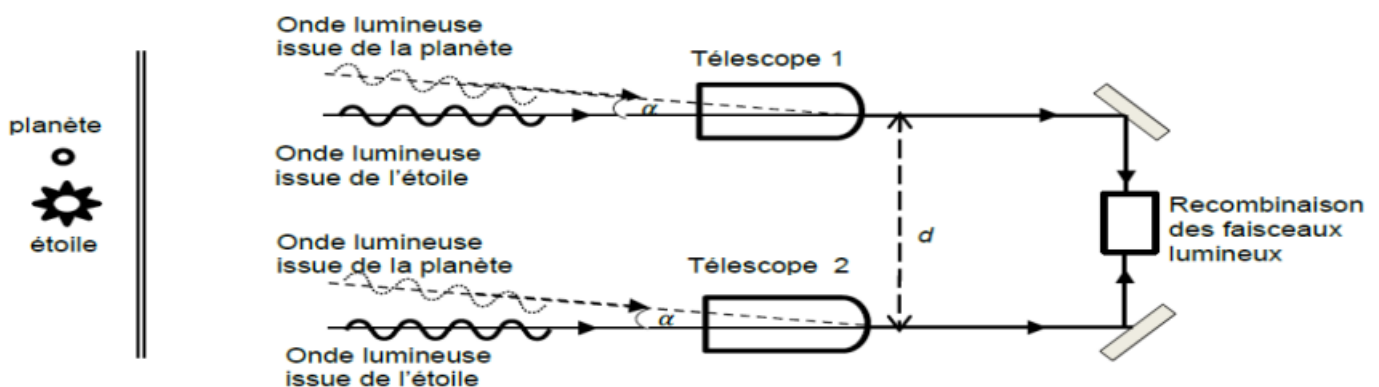 Onde lumineuse
issue de la planète
Télescope 1
α
planète
Onde lumineuse
issue de l'étoile
étoile
d
Recombinaison
des faisceaux
lumineux
Onde lumineuse
issue de la planète
Télescope 2
α
Onde lumineuse
issue de l'étoile